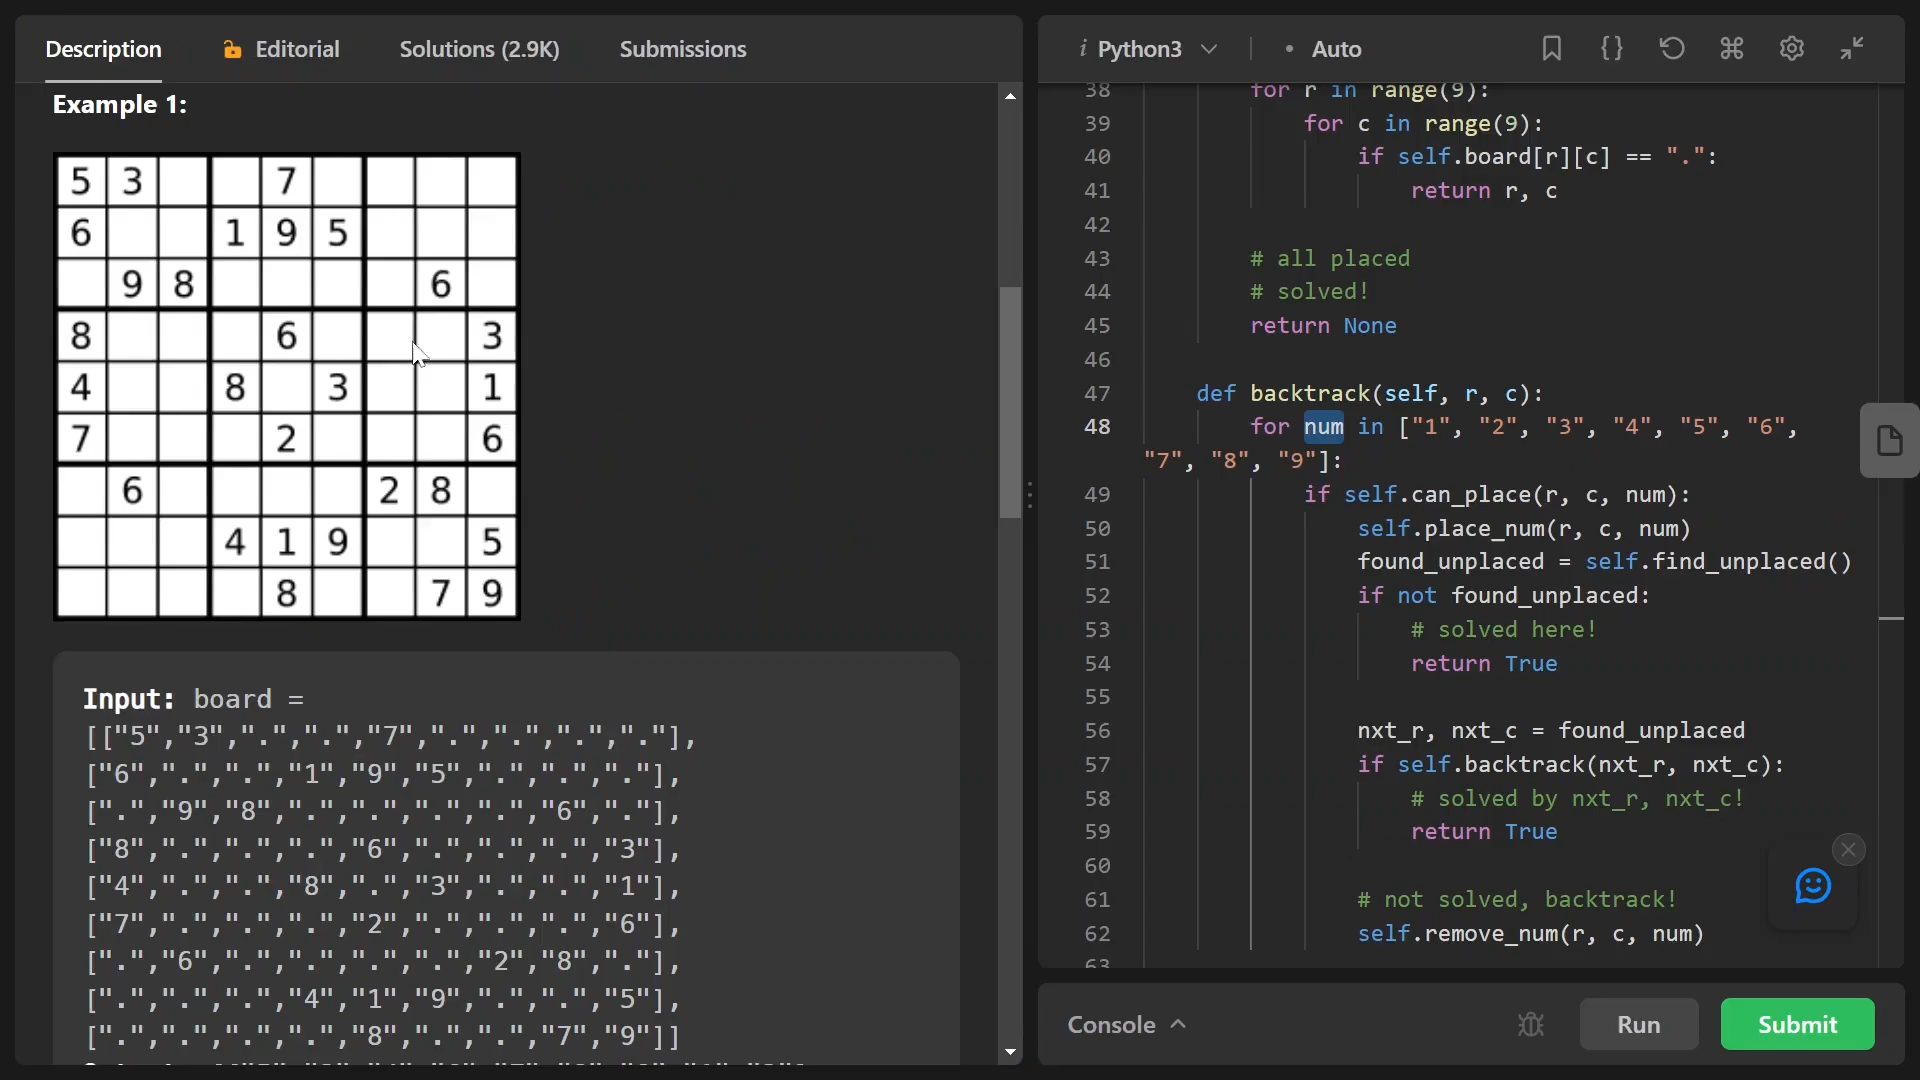 Description
Editorial
Solutions (2.9K)
Submissions
Example 1:
5 3 7
6 1 9 5
9 8 6
8 6 3
4 8 3 1
7 2 6
6 2 8
4 1 9 5
8 7 9
Input: board =
[["5","3",".",".","7",".",".",".","."],
["6",".",".","1","9","5",".",".","."],
[".","9","8",".",".",".",".","6","."],
["8",".",".",".","6",".",".",".","3"],
["4",".",".","8",".","3",".",".","1"],
["7",".",".",".","2",".",".",".","6"],
[".","6",".",".",".",".","2","8","."],
[".",".",".","4","1","9",".",".","5"],
[".",".",".",".","8",".",".","7","9"]]
i Python3
• Auto
38 for r in range(9):
39 for c in range(9):
40 if self.board[r][c] == ".":
41 return r, c
42
43 # all placed
44 # solved!
45 return None
46
47 def backtrack(self, r, c):
48 for num in ["1", "2", "3", "4", "5", "6",
"7", "8", "9"]:
49 if self.can_place(r, c, num):
50 self.place_num(r, c, num)
51 found_unplaced = self.find_unplaced()
52 if not found_unplaced:
53 # solved here!
54 return True
55
56 nxt_r, nxt_c = found_unplaced
57 if self.backtrack(nxt_r, nxt_c):
58 # solved by nxt_r, nxt_c!
59 return True
60
61 # not solved, backtrack!
62 self.remove_num(r, c, num)
63
Console
Run
Submit